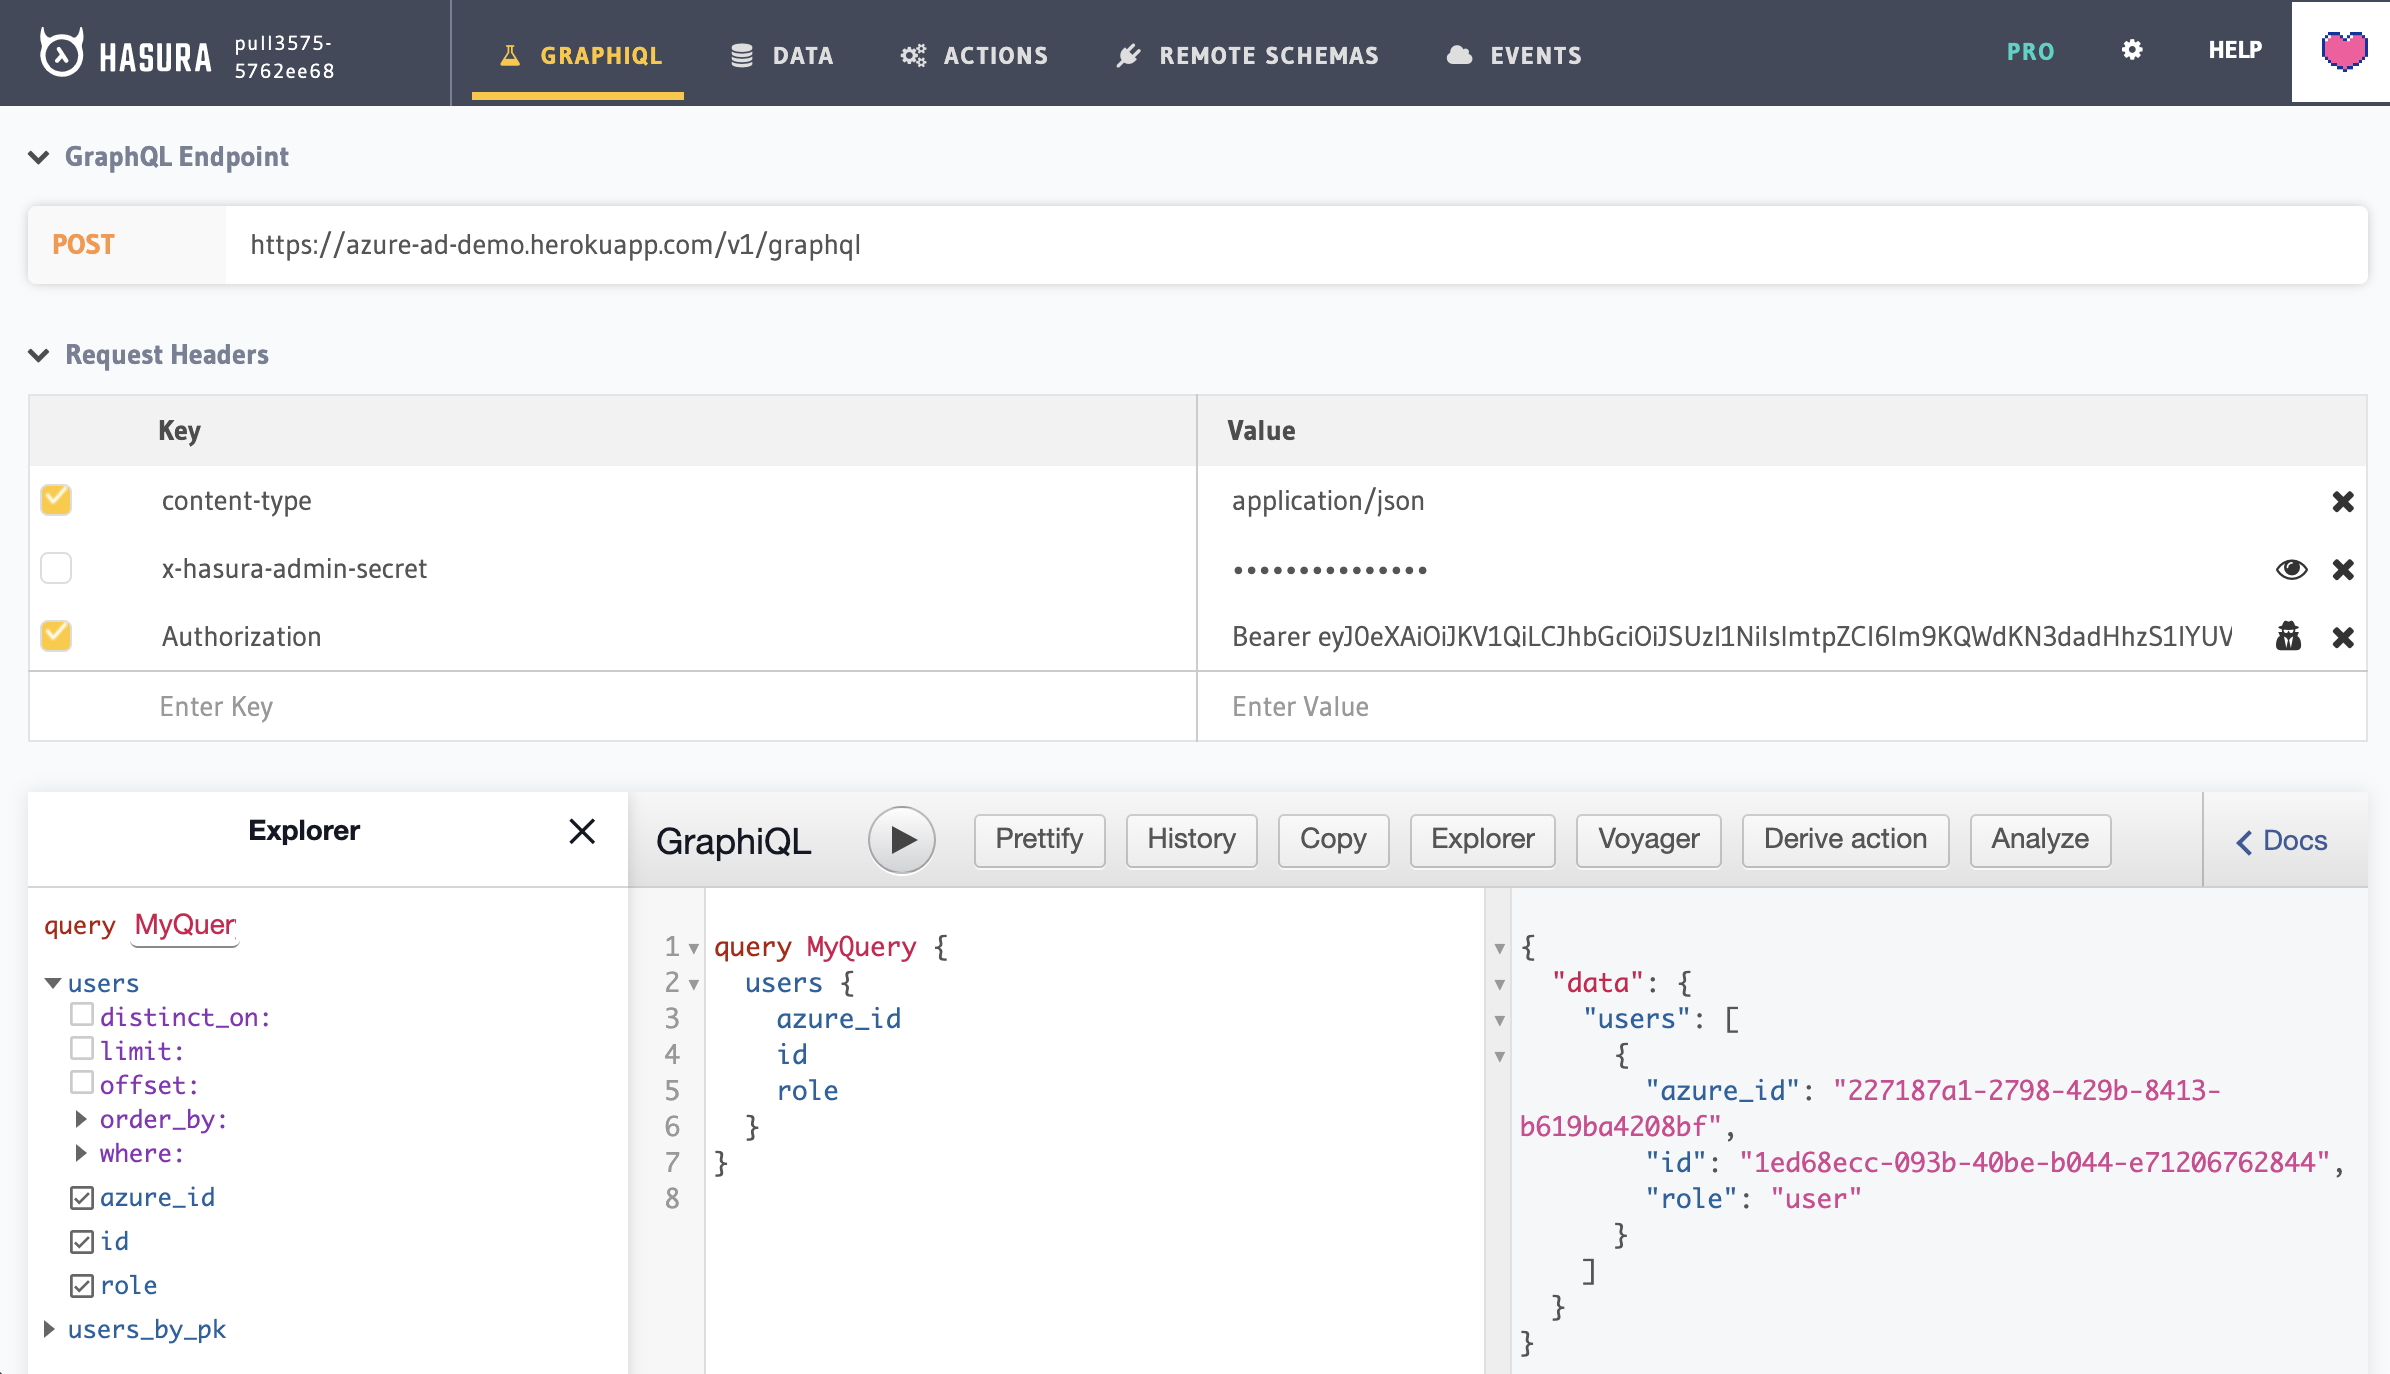 HASURA
pull3575-
5762ee68
GRAPHIQL
DATA
ACTIONS
REMOTE SCHEMAS
EVENTS
PRO
HELP
GraphQL Endpoint
POST
https://azure-ad-demo.herokuapp.com/v1/graphql
Request Headers
Key Value
content-type application/json
x-hasura-admin-secret •••••••••••••••
Authorization Bearer eyJ0eXAiOiJKV1QiLCJhbGciOiJSUzI1NiIsImtpZCI6Im9KQWdKN3dadHhzS1lYUV
Enter Key Enter Value
Explorer
query MyQuer
users
distinct_on:
limit:
offset:
order_by:
where:
azure_id
id
role
users_by_pk
GraphiQL
Prettify
History
Copy
Explorer
Voyager
Derive action
Analyze
Docs
1 query MyQuery {
2 users {
3 azure_id
4 id
5 role
6 }
7 }
8
{
"data": {
"users": [
{
"azure_id": "227187a1-2798-429b-8413-
b619ba4208bf",
"id": "1ed68ecc-093b-40be-b044-e71206762844",
"role": "user"
}
]
}
}